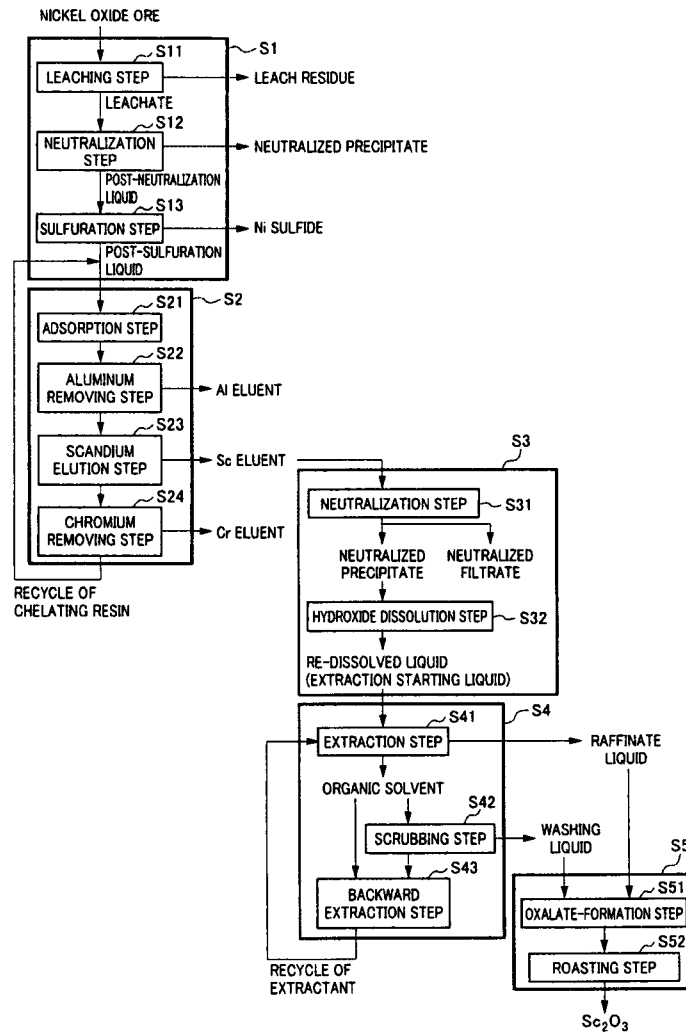 NICKEL OXIDE ORE
S1
S11
LEACHING STEP
LEACH RESIDUE
LEACHATE
S12
NEUTRALIZATION
STEP
NEUTRALIZED PRECIPITATE
POST-NEUTRALIZATION
LIQUID
S13
SULFURATION STEP
Ni SULFIDE
POST-SULFURATION
LIQUID
S2
S21
ADSORPTION STEP
S22
ALUMINUM
REMOVING STEP
Al ELUENT
S23
SCANDIUM
ELUTION STEP
Sc ELUENT
S24
CHROMIUM
REMOVING STEP
Cr ELUENT
RECYCLE OF
CHELATING RESIN
S3
NEUTRALIZATION STEP
S31
NEUTRALIZED
PRECIPITATE
NEUTRALIZED
FILTRATE
HYDROXIDE DISSOLUTION STEP
S32
RE-DISSOLVED LIQUID
(EXTRACTION STARTING LIQUID)
S4
S41
EXTRACTION STEP
RAFFINATE
LIQUID
ORGANIC SOLVENT
S42
SCRUBBING STEP
WASHING
LIQUID
S43
BACKWARD
EXTRACTION STEP
RECYCLE OF
EXTRACTANT
S5
S51
OXALATE-FORMATION STEP
S52
ROASTING STEP
Sc₂O₃